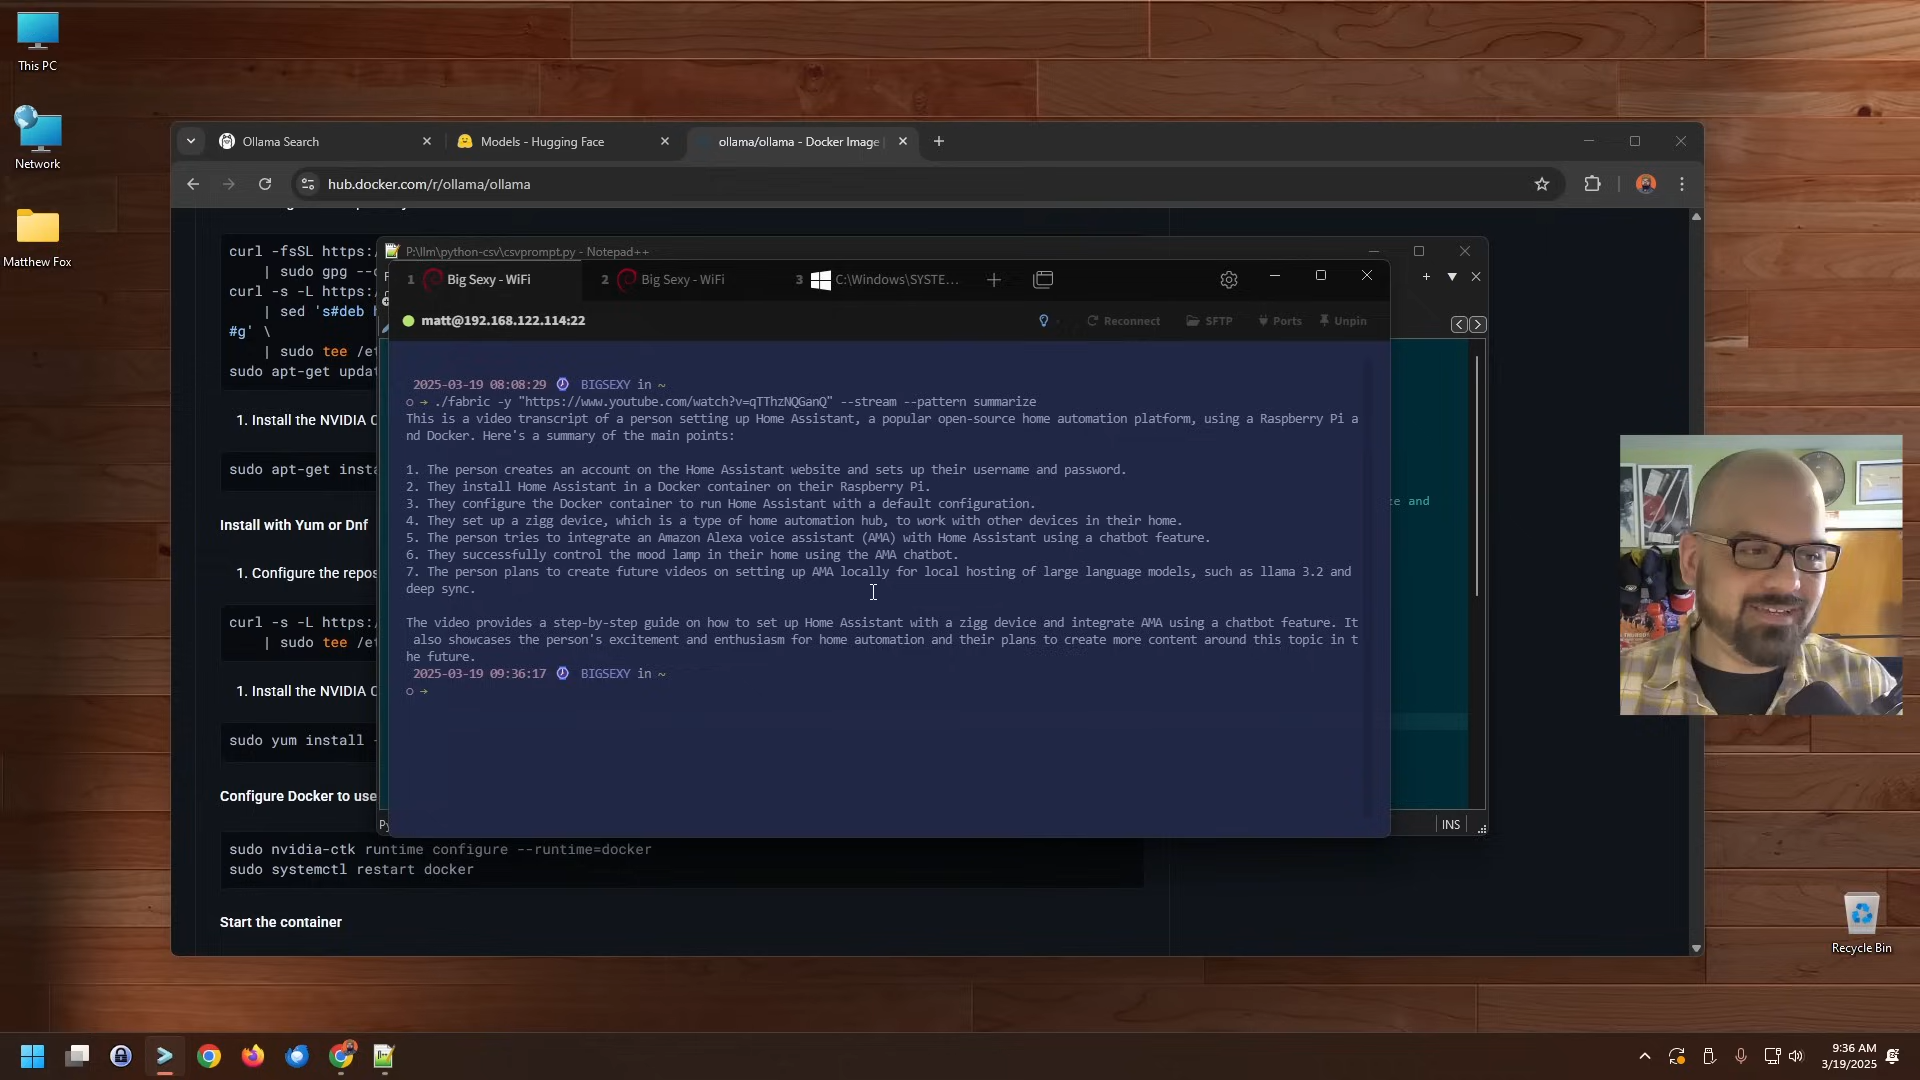 This PC
Network
Matthew Fox
Recycle Bin
Ollama Search
Models - Hugging Face
ollama/ollama - Docker Image
hub.docker.com/r/ollama/ollama
curl -fsSL https:
| sudo gpg
curl -s -L https:
| sed 's#deb
#g' \
| sudo tee
sudo apt-get
1. Install the NVIDIA
sudo apt-get
Install with Yum or Dnf
1. Configure the
curl -s -L https:
| sudo tee
1. Install the NVIDIA
sudo yum install
Configure Docker to use
sudo nvidia-ctk runtime configure --runtime=docker
sudo systemctl restart docker
Start the container
P:\llm\python-csv\csvprompt.py - Notepad++
and
INS
1 Big Sexy - WiFi
2 Big Sexy - WiFi
3 C:\Windows\SYSTE...
matt@192.168.122.114:22
Reconnect
SFTP
Ports
Unpin
2025-03-19 08:08:29 BIGSEXY in ~
○ → ./fabric -y "https://www.youtube.com/watch?v=qTThzNQGanQ" --stream --pattern summarize
This is a video transcript of a person setting up Home Assistant, a popular open-source home automation platform, using a Raspberry Pi a
nd Docker. Here's a summary of the main points:
1. The person creates an account on the Home Assistant website and sets up their username and password.
2. They install Home Assistant in a Docker container on their Raspberry Pi.
3. They configure the Docker container to run Home Assistant with a default configuration.
4. They set up a zigg device, which is a type of home automation hub, to work with other devices in their home.
5. The person tries to integrate an Amazon Alexa voice assistant (AMA) with Home Assistant using a chatbot feature.
6. They successfully control the mood lamp in their home using the AMA chatbot.
7. The person plans to create future videos on setting up AMA locally for local hosting of large language models, such as llama 3.2 and
deep sync.
The video provides a step-by-step guide on how to set up Home Assistant with a zigg device and integrate AMA using a chatbot feature. It
also showcases the person's excitement and enthusiasm for home automation and their plans to create more content around this topic in t
he future.
2025-03-19 09:36:17 BIGSEXY in ~
○ →
9:36 AM
3/19/2025